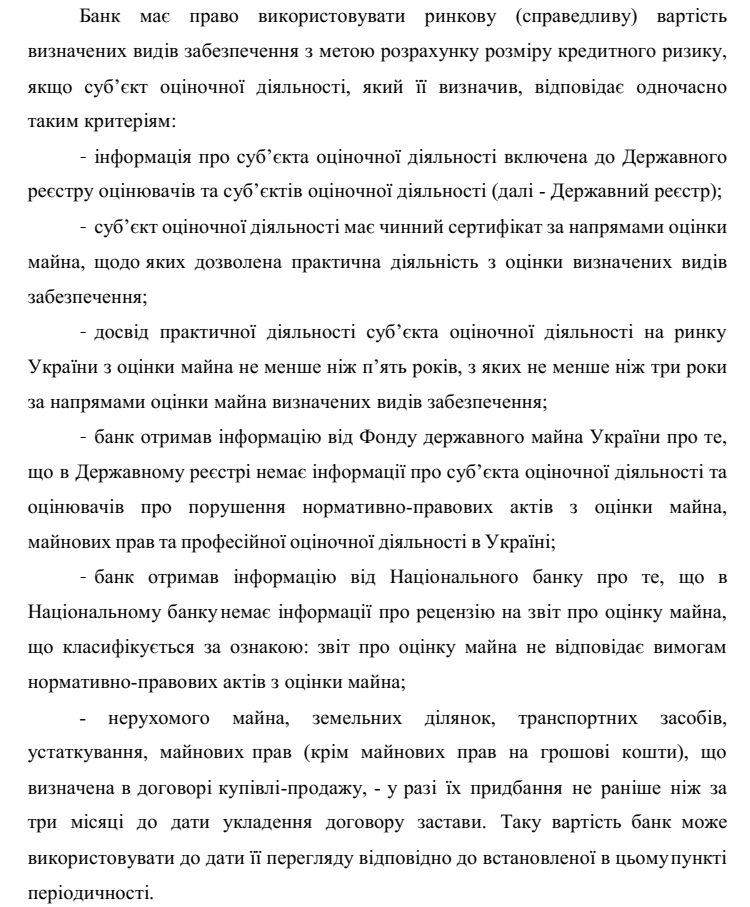 Банк має право використовувати ринкову (справедливу) вартість
визначених видів забезпечення з метою розрахунку розміру кредитного ризику,
якщо суб’єкт оціночної діяльності, який її визначив, відповідає одночасно
таким критеріям:
- інформація про суб’єкта оціночної діяльності включена до Державного
реєстру оцінювачів та суб’єктів оціночної діяльності (далі - Державний реєстр);
- суб’єкт оціночної діяльності має чинний сертифікат за напрямами оцінки
майна, щодо яких дозволена практична діяльність з оцінки визначених видів
забезпечення;
- досвід практичної діяльності суб’єкта оціночної діяльності на ринку
України з оцінки майна не менше ніж п’ять років, з яких не менше ніж три роки
за напрямами оцінки майна визначених видів забезпечення;
- банк отримав інформацію від Фонду державного майна України про те,
що в Державному реєстрі немає інформації про суб’єкта оціночної діяльності та
оцінювачів про порушення нормативно-правових актів з оцінки майна,
майнових прав та професійної оціночної діяльності в Україні;
- банк отримав інформацію від Національного банку про те, що в
Національному банку немає інформації про рецензію на звіт про оцінку майна,
що класифікується за ознакою: звіт про оцінку майна не відповідає вимогам
нормативно-правових актів з оцінки майна;
- нерухомого майна, земельних ділянок, транспортних засобів,
устаткування, майнових прав (крім майнових прав на грошові кошти), що
визначена в договорі купівлі-продажу, - у разі їх придбання не раніше ніж за
три місяці до дати укладення договору застави. Таку вартість банк може
використовувати до дати її перегляду відповідно до встановленої в цьому пункті
періодичності.